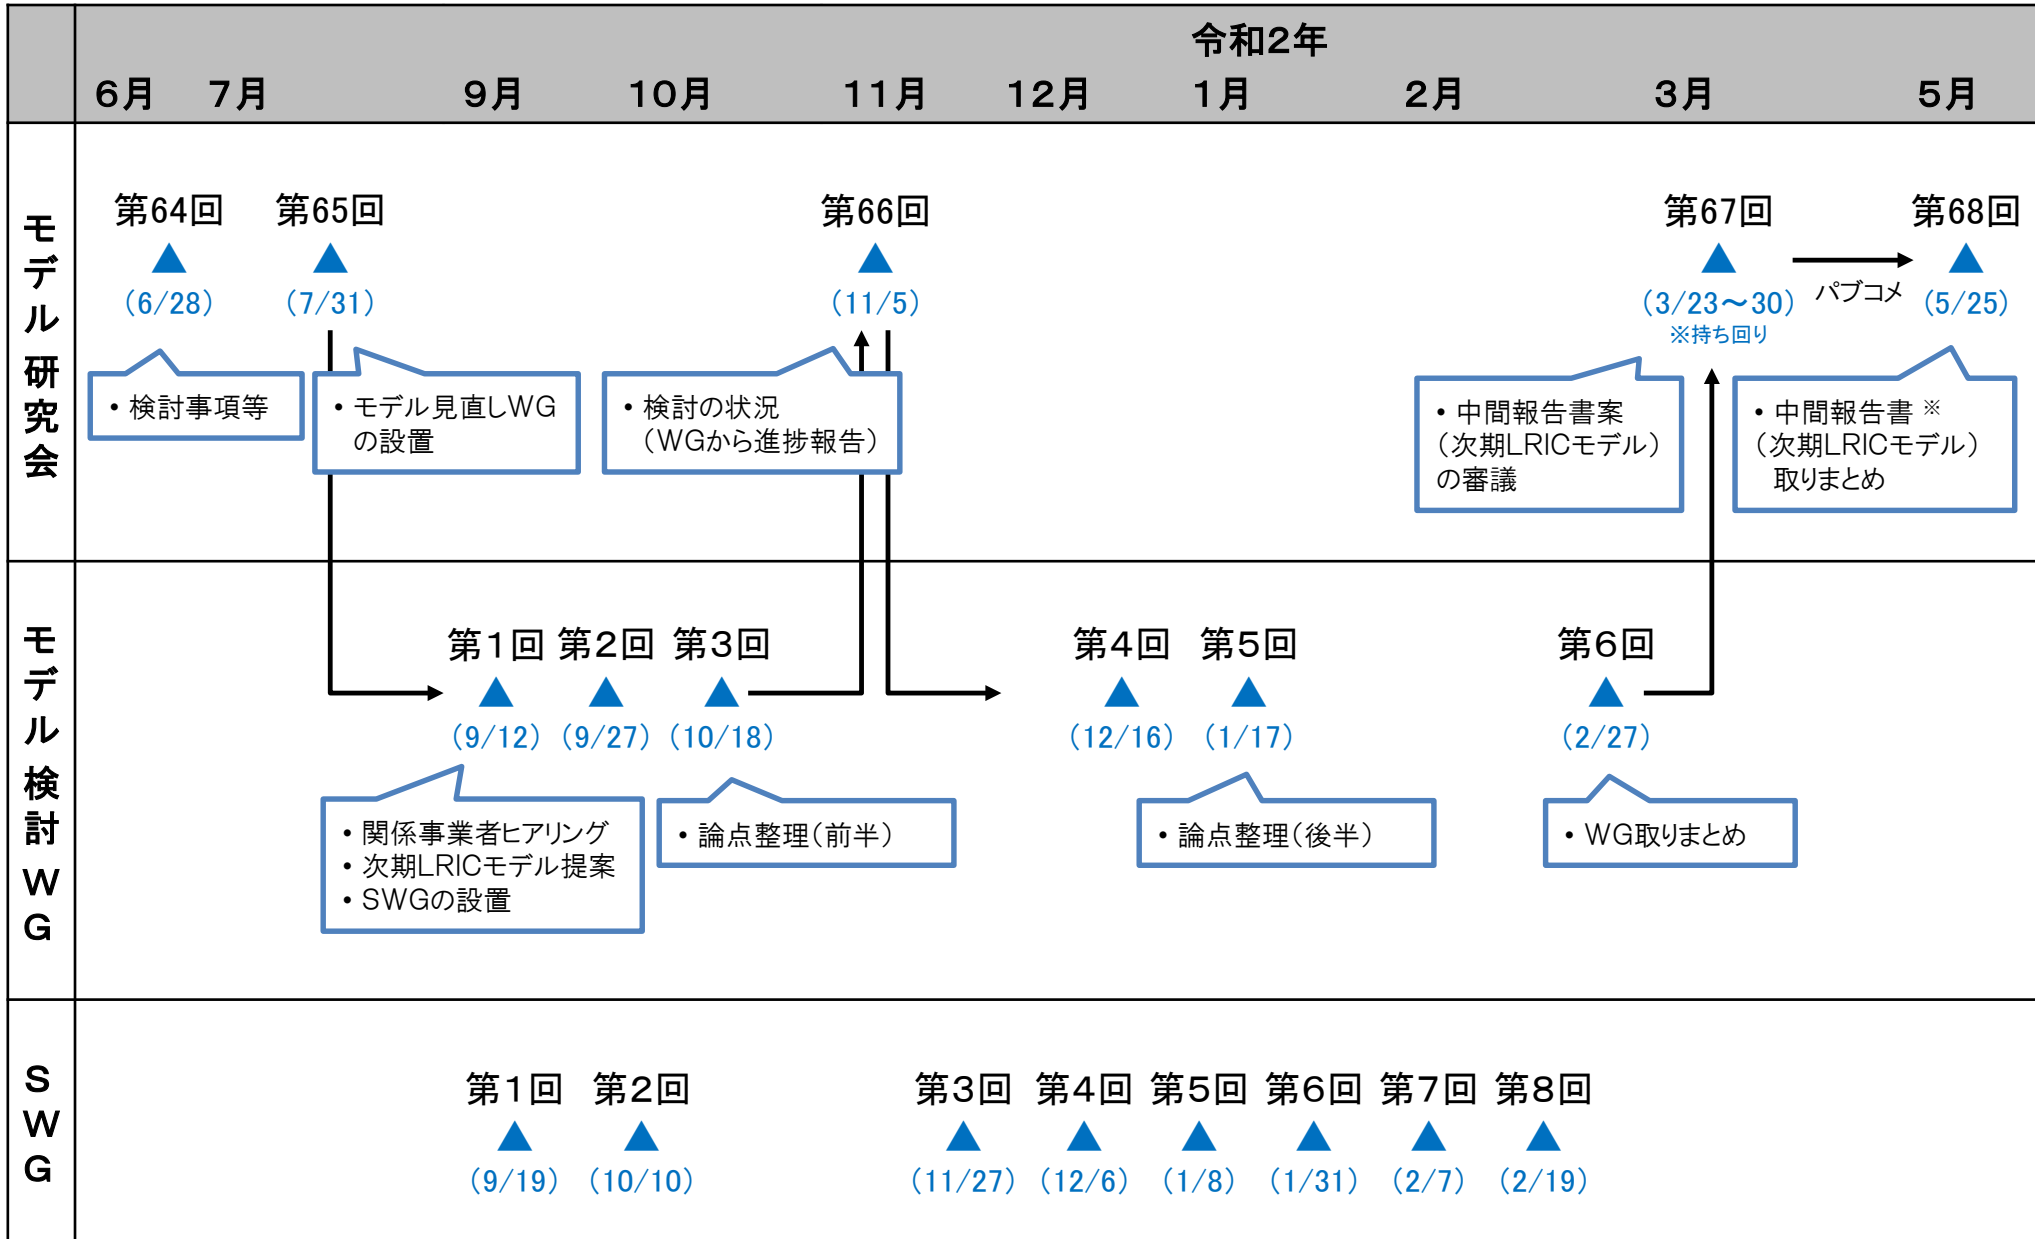 令和2年
6月 7月 9月 10月 11月 12月 1月 2月 3月 5月
モデル研究会
第64回 第65回 第66回 第67回 第68回
(6/28) (7/31) (11/5) (3/23～30) パブコメ (5/25)
※持ち回り
• 検討事項等
• モデル見直しWG
の設置
• 検討の状況
（WGから進捗報告）
• 中間報告書案
（次期LRICモデル）
の審議
• 中間報告書※
（次期LRICモデル）
取りまとめ
モデル検討WG
第1回 第2回 第3回 第4回 第5回 第6回
(9/12) (9/27) (10/18) (12/16) (1/17) (2/27)
• 関係事業者ヒアリング
• 次期LRICモデル提案
• SWGの設置
• 論点整理（前半）
• 論点整理（後半）
• WG取りまとめ
SWG
第1回 第2回 第3回 第4回 第5回 第6回 第7回 第8回
(9/19) (10/10) (11/27) (12/6) (1/8) (1/31) (2/7) (2/19)